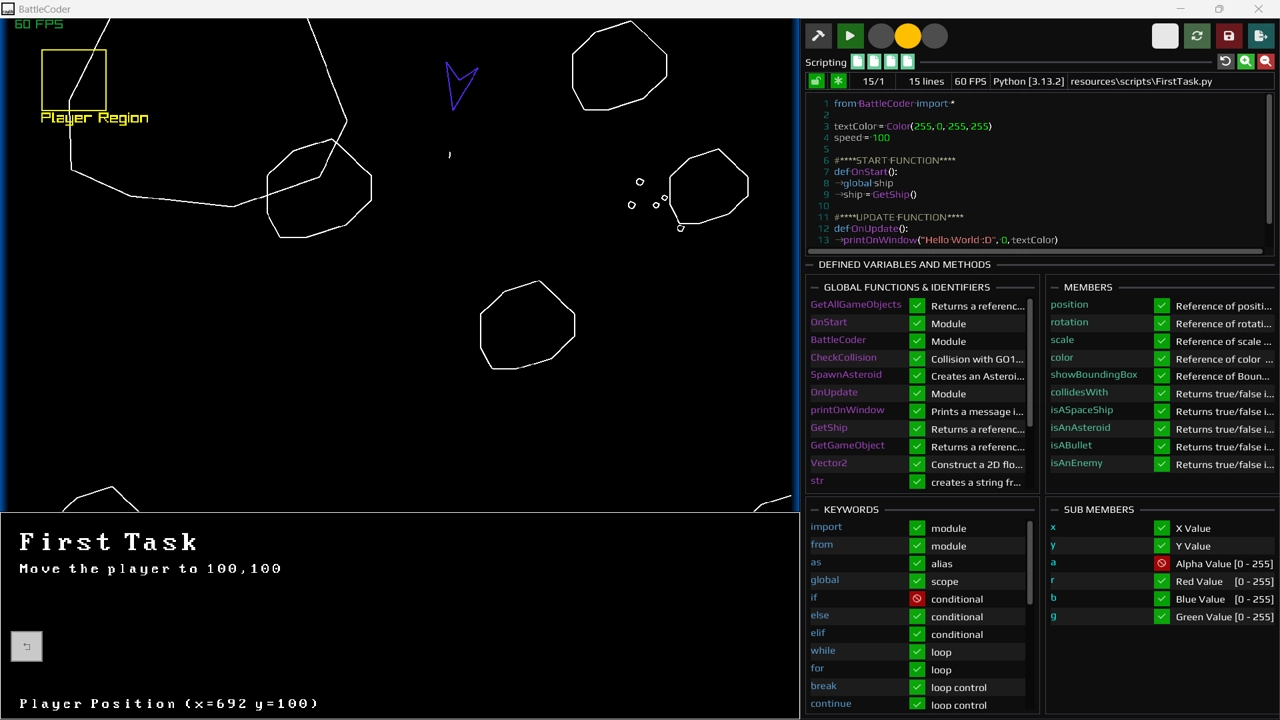 BattleCoder
60 FPS
Player Region
First Task
Move the player to 100,100
Player Position (x=692 y=100)
Scripting
15/1
15 lines
60 FPS
Python [3.13.2]
resources\scripts\FirstTask.py
1 from BattleCoder import *
2
3 textColor = Color(255, 0, 255, 255)
4 speed = 100
5
6 #****START FUNCTION****
7 def OnStart():
8 global ship
9 ship = GetShip()
10
11 #****UPDATE FUNCTION****
12 def OnUpdate():
13 printOnWindow("Hello World :D", 0, textColor)
DEFINED VARIABLES AND METHODS
GLOBAL FUNCTIONS & IDENTIFIERS
GetAllGameObjects Returns a referenc...
OnStart Module
BattleCoder Module
CheckCollision Collision with GO1...
SpawnAsteroid Creates an Asteroi...
OnUpdate Module
printOnWindow Prints a message i...
GetShip Returns a referenc...
GetGameObject Returns a referenc...
Vector2 Construct a 2D flo...
str creates a string fr...
MEMBERS
position Reference of positi...
rotation Reference of rotati...
scale Reference of scale ...
color Reference of color ...
showBoundingBox Reference of Boun...
collidesWith Returns true/false i...
isASpaceShip Returns true/false i...
isAnAsteroid Returns true/false i...
isABullet Returns true/false i...
isAnEnemy Returns true/false i...
KEYWORDS
import module
from module
as alias
global scope
if conditional
else conditional
elif conditional
while loop
for loop
break loop control
continue loop control
SUB MEMBERS
x X Value
y Y Value
a Alpha Value [0 - 255]
r Red Value [0 - 255]
b Blue Value [0 - 255]
g Green Value [0 - 255]